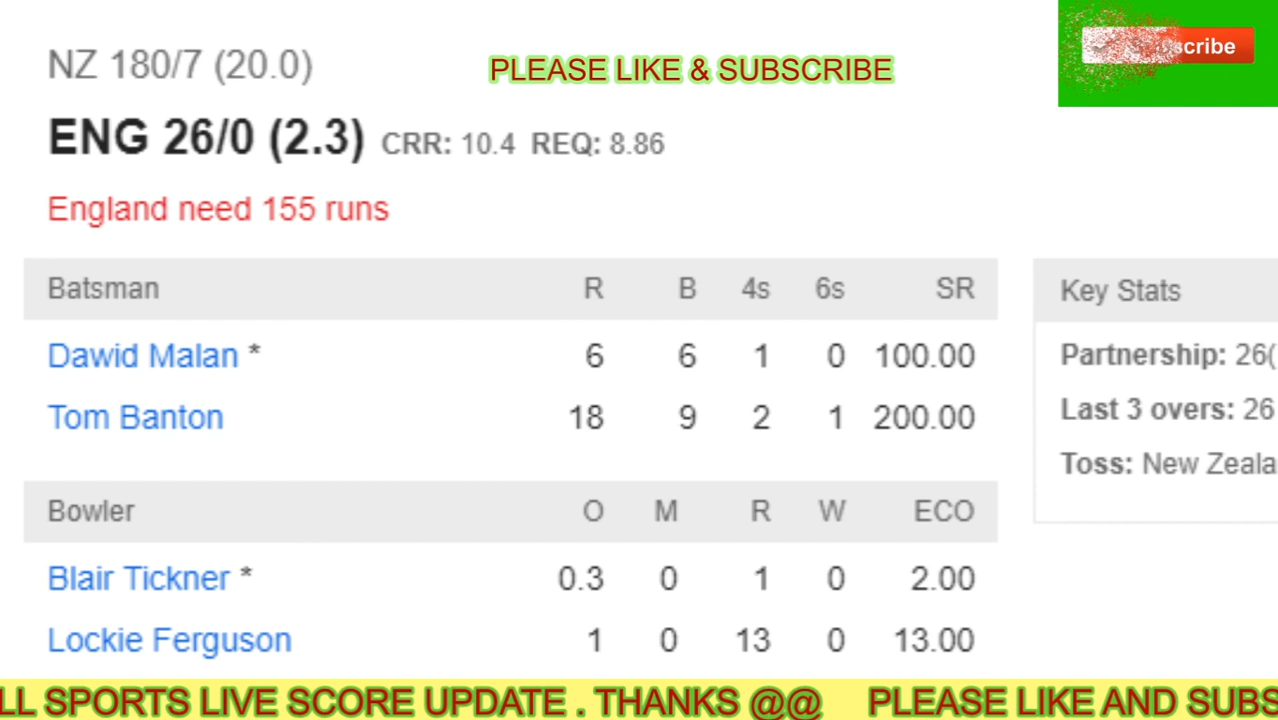 NZ 180/7 (20.0)
PLEASE LIKE & SUBSCRIBE
scribe
ENG 26/0 (2.3) CRR: 10.4 REQ: 8.86
England need 155 runs
Batsman R B 4s 6s SR
Dawid Malan * 6 6 1 0 100.00
Tom Banton 18 9 2 1 200.00
Bowler O M R W ECO
Blair Tickner * 0.3 0 1 0 2.00
Lockie Ferguson 1 0 13 0 13.00
Key Stats
Partnership: 26(
Last 3 overs: 26
Toss: New Zeala
LL SPORTS LIVE SCORE UPDATE . THANKS @@ PLEASE LIKE AND SUBS